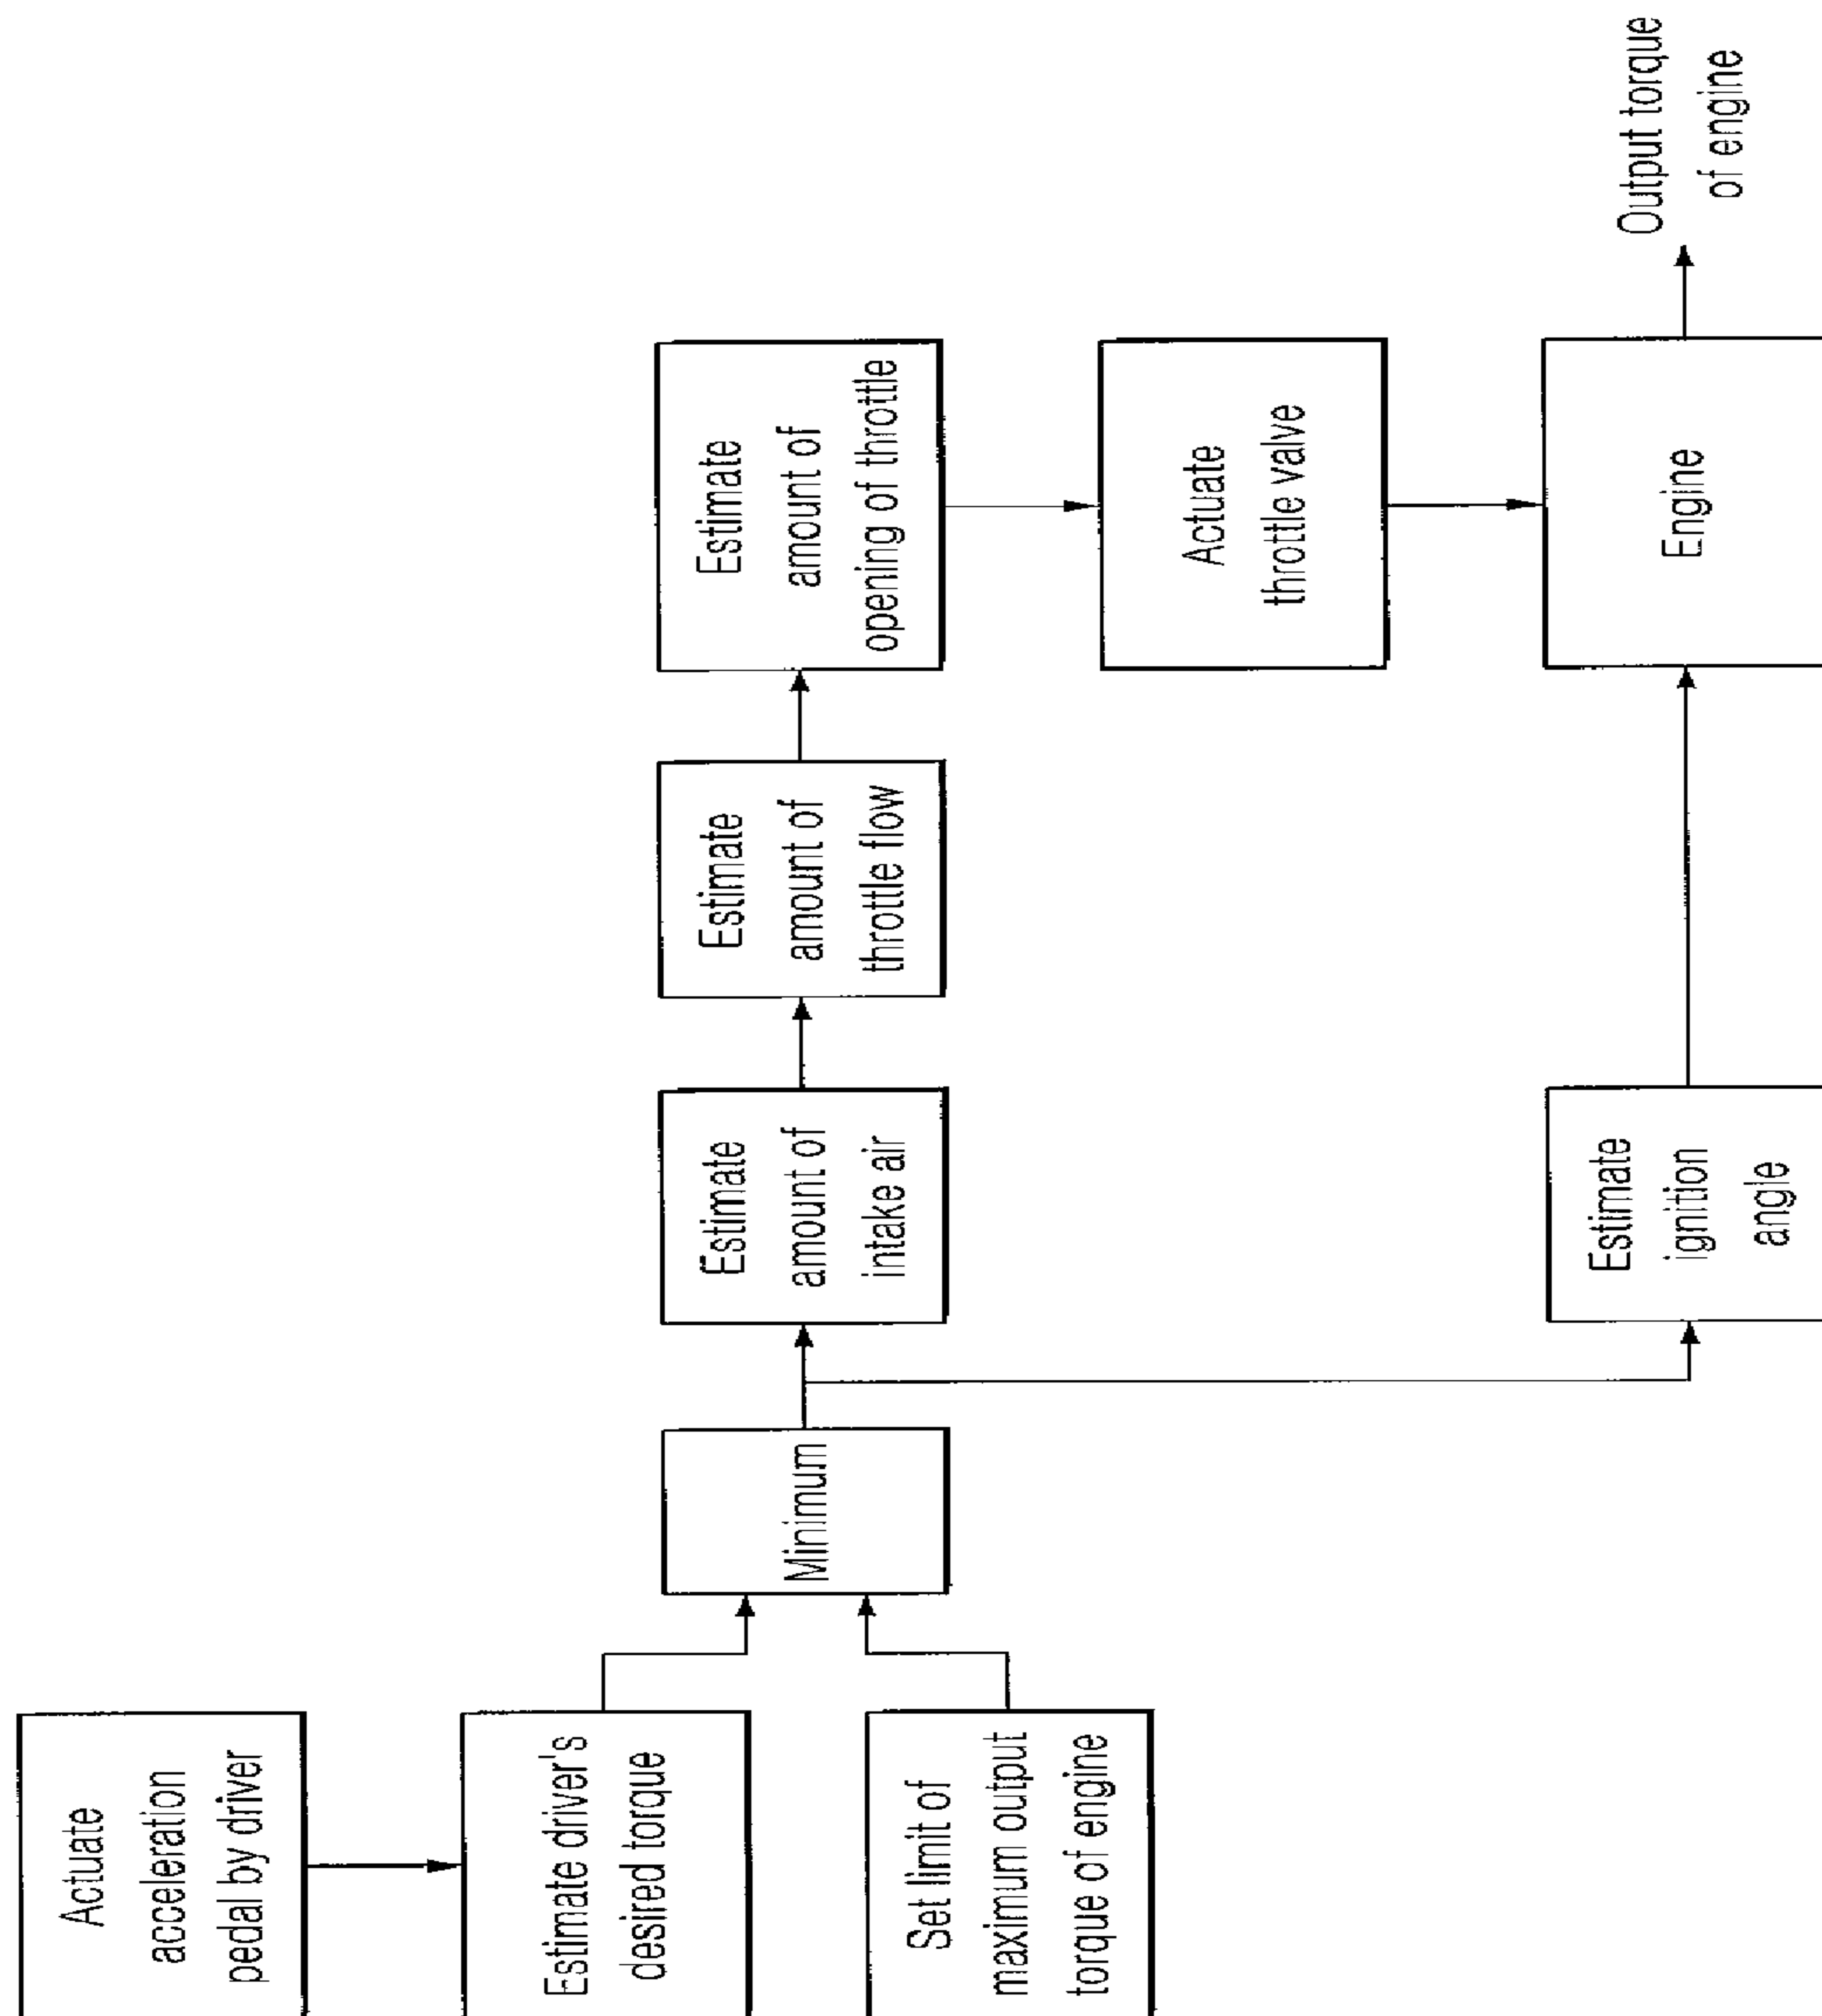 Actuate
acceleration
pedal by driver
Estimate driver's
desired torque
Set limit of
maximum output
torque of engine
Minimum
Estimate
amount of
intake air
Estimate
amount of
throttle flow
Estimate
amount of
opening of throttle
Actuate
throttle valve
Estimate
ignition
angle
Engine
Output torque
of engine